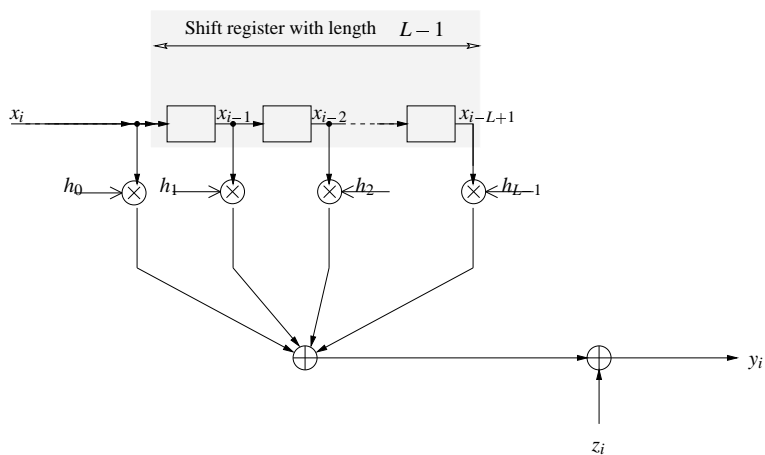 Shift register with length L − 1
x_i x_{i−1} x_{i−2} x_{i−L+1}
h_0 h_1 h_2 h_{L−1}
y_i
z_i